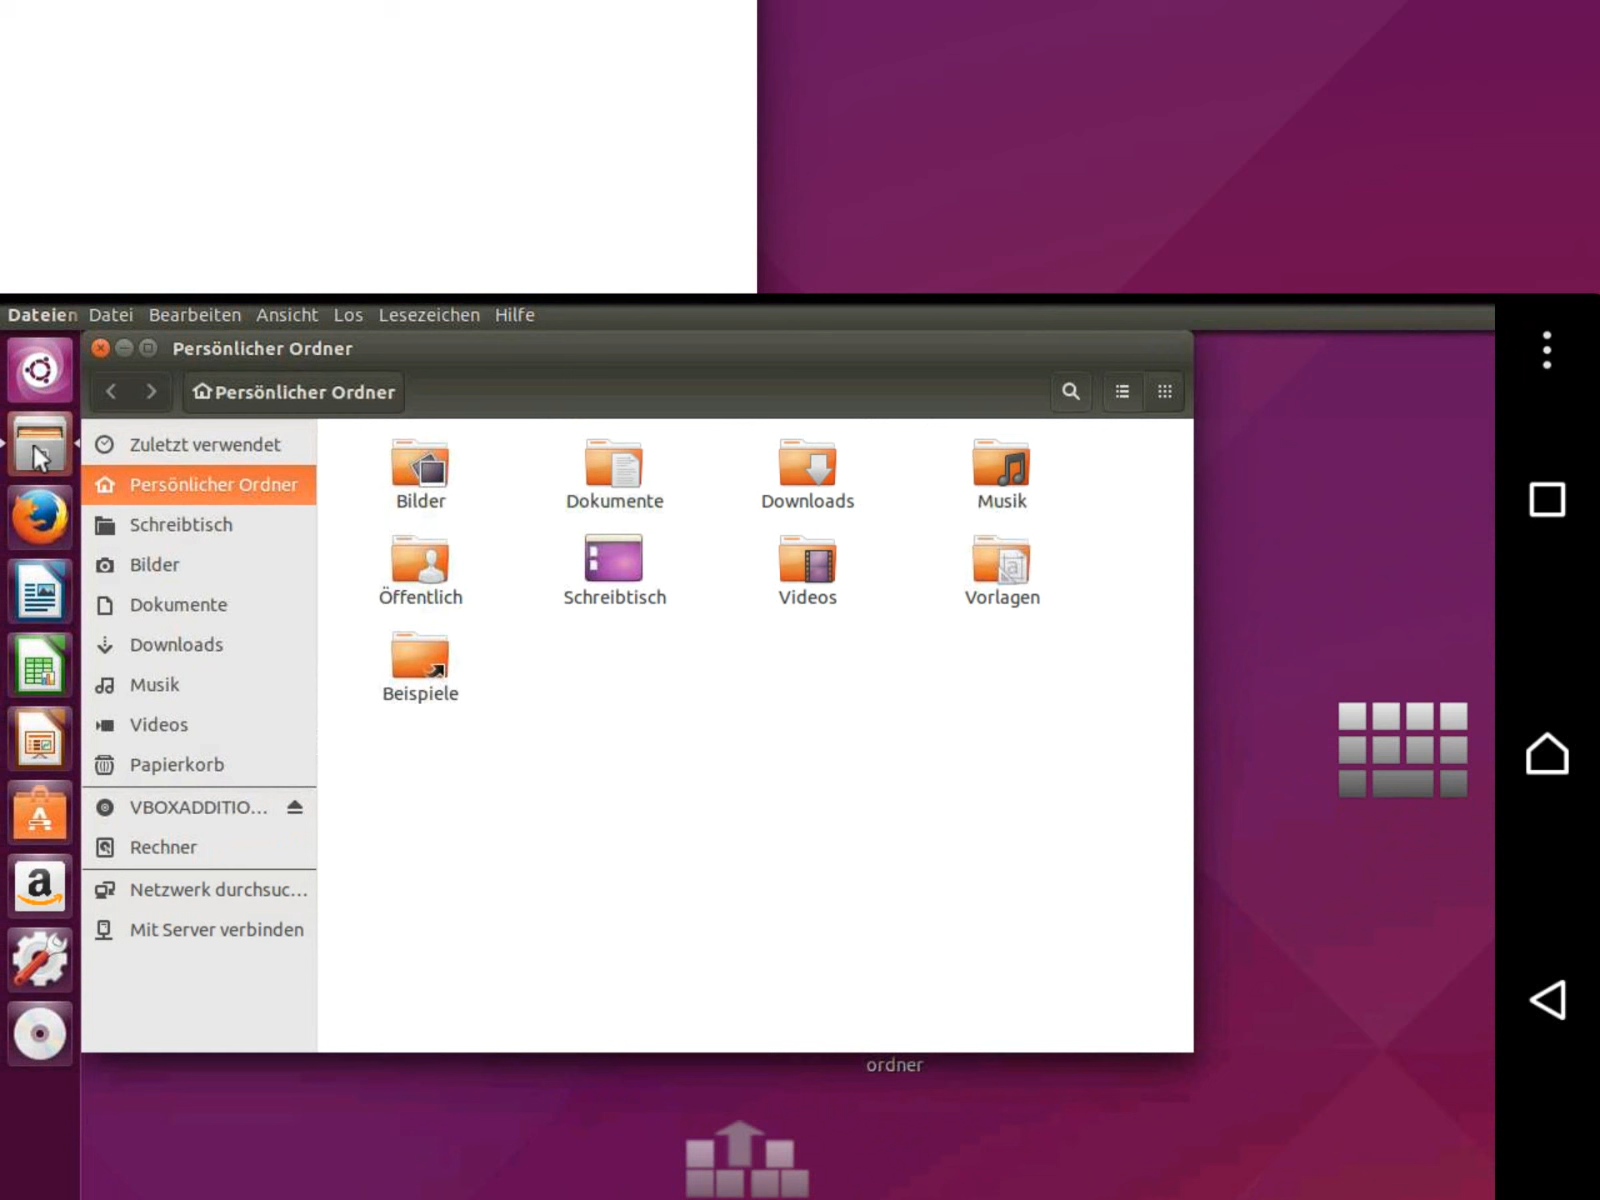 Dateien Datei Bearbeiten Ansicht Los Lesezeichen Hilfe
Persönlicher Ordner
Persönlicher Ordner
Zuletzt verwendet
Persönlicher Ordner
Schreibtisch
Bilder
Dokumente
Downloads
Musik
Videos
Papierkorb
VBOXADDITIO...
Rechner
Netzwerk durchsuc...
Mit Server verbinden
Bilder Dokumente Downloads Musik
Öffentlich Schreibtisch Videos Vorlagen
Beispiele
ordner